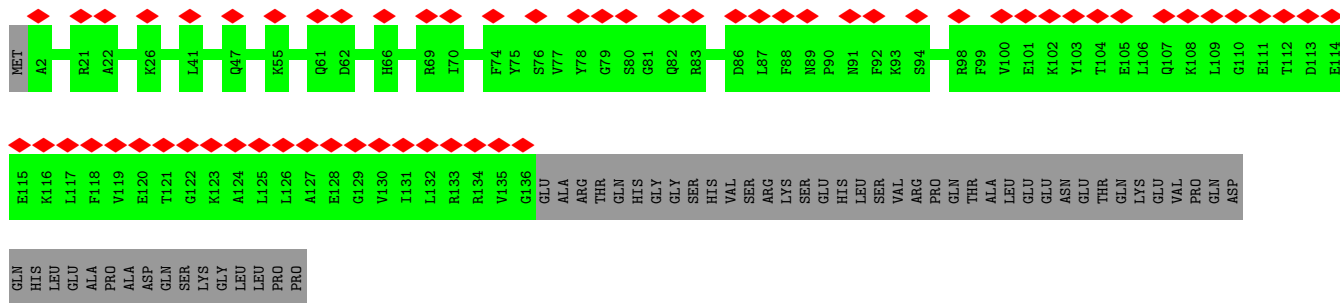 MET A2 R21 A22 K26 L41 Q47 K55 Q61 D62 H66 R69 I70 F74 Y75 S76 V77 Y78 G79 S80 G81 Q82 R83 D86 L87 F88 N89 P90 N91 F92 K93 S94 R98 F99 V100 E101 K102 Y103 T104 E105 L106 Q107 K108 L109 G110 E111 T112 D113 E114
E115 K116 L117 F118 V119 E120 T121 G122 K123 A124 L125 L126 A127 E128 G129 V130 I131 L132 R133 R134 V135 G136 GLU ALA ARG THR GLN HIS GLY GLY SER HIS VAL SER ARG LYS SER GLU HIS LEU SER VAL ARG PRO GLN THR ALA LEU GLU GLU ASN GLU THR GLN LYS GLU VAL PRO GLN ASP
GLN HIS LEU GLU ALA PRO ALA ASP GLN SER LYS GLY LEU LEU PRO PRO